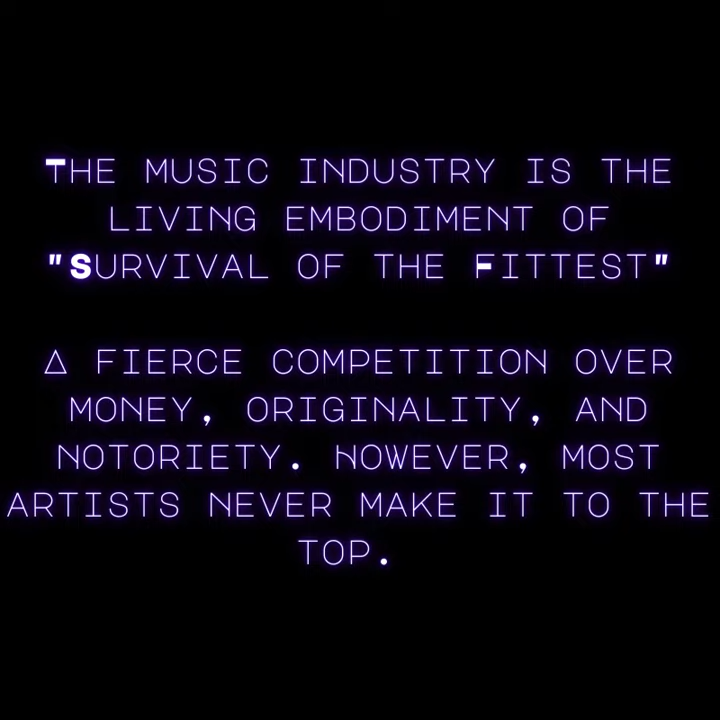 The music industry is the
living embodiment of
"Survival of the Fittest"
A fierce competition over
money, originality, and
notoriety. However, most
artists never make it to the
top.